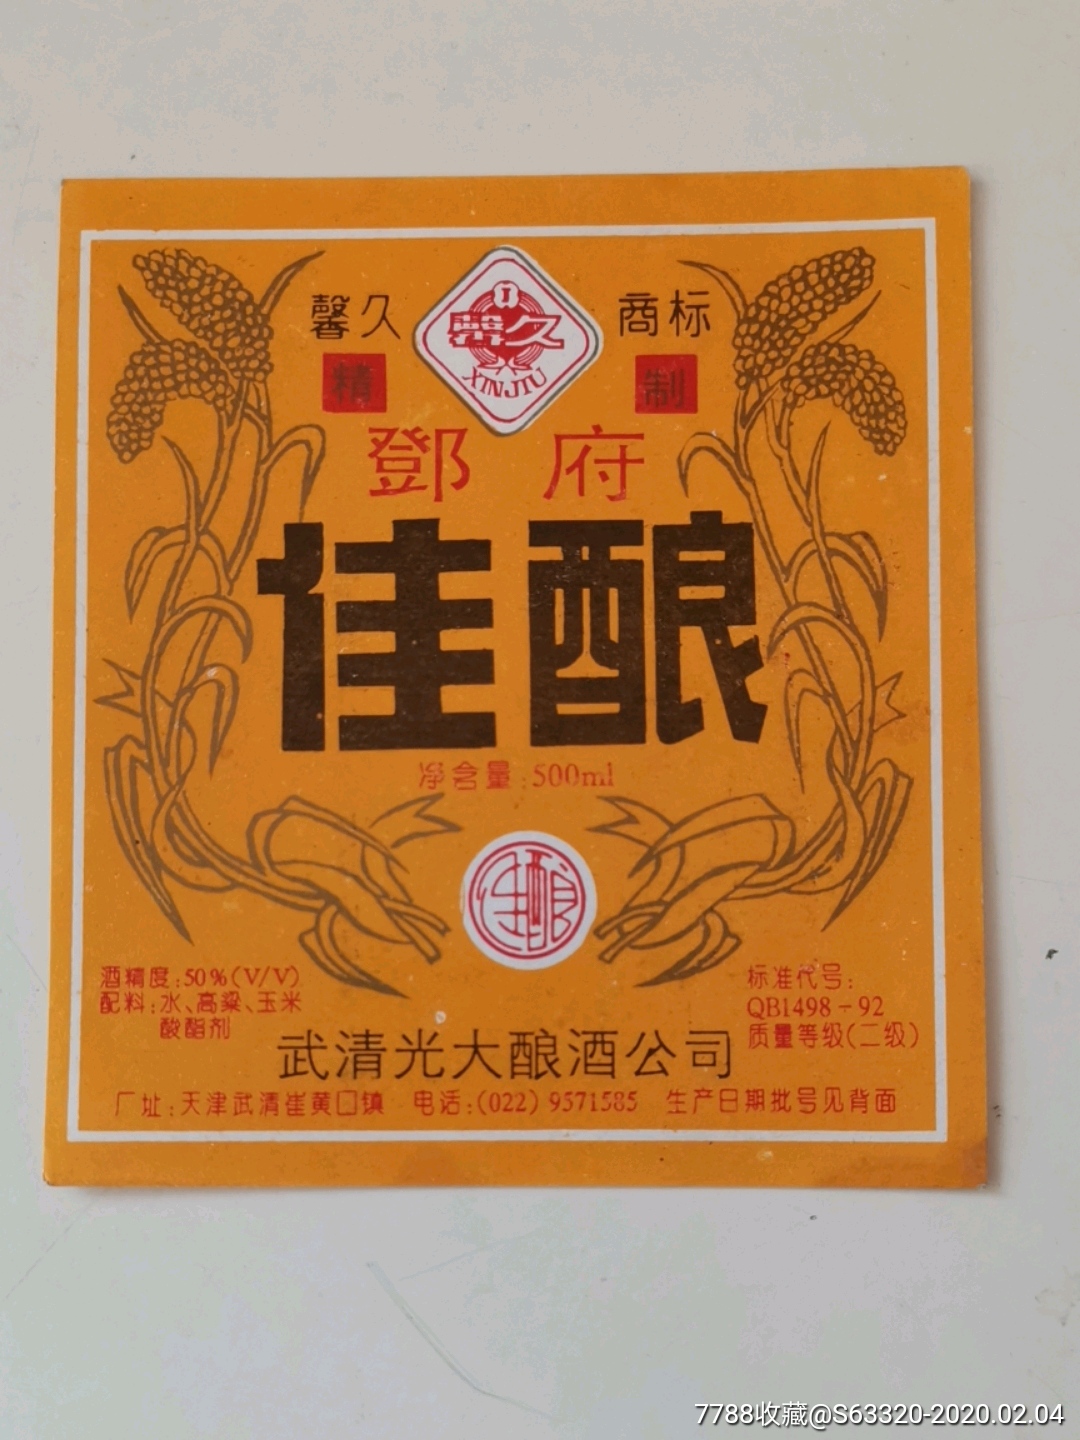 馨久
商标
馨久
XINJIU
精 制
鄧府
佳酿
净含量:500ml
佳酿
酒精度:50%(V/V)
配料:水、高粱、玉米
酸酯剂
标准代号:
QB1498-92
质量等级(二级)
武清光大酿酒公司
厂址:天津武清崔黄口镇 电话:(022)9571585 生产日期批号见背面
7788收藏@S63320-2020.02.04